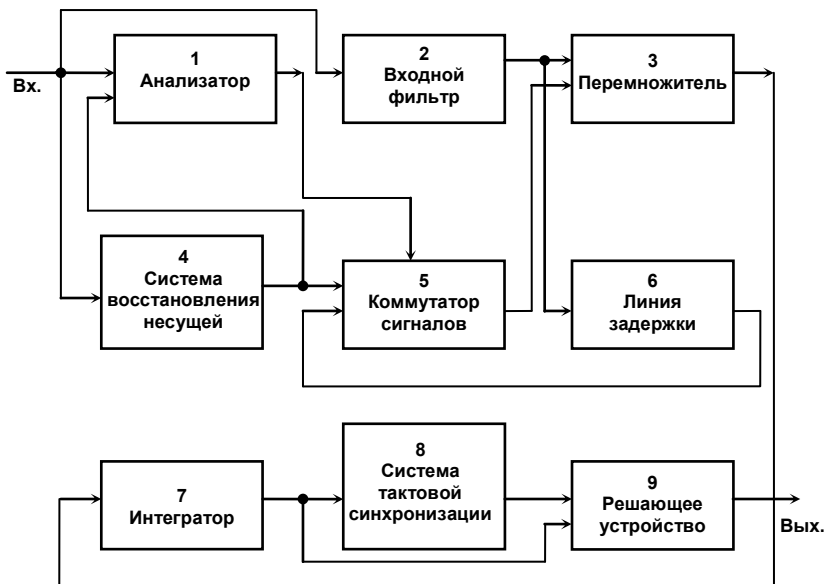 1
Анализатор
2
Входной
фильтр
3
Перемножитель
Вх.
4
Система
восстановления
несущей
5
Коммутатор
сигналов
6
Линия
задержки
7
Интегратор
8
Система
тактовой
синхронизации
9
Решающее
устройство
Вых.